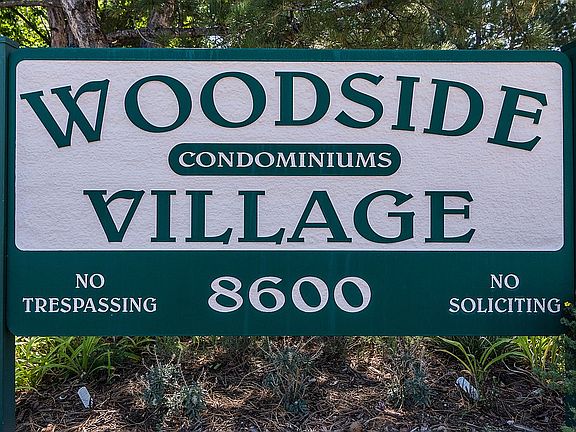 WOODSIDE
CONDOMINIUMS
VILLAGE
NO
TRESPASSING
8600
NO
SOLICITING